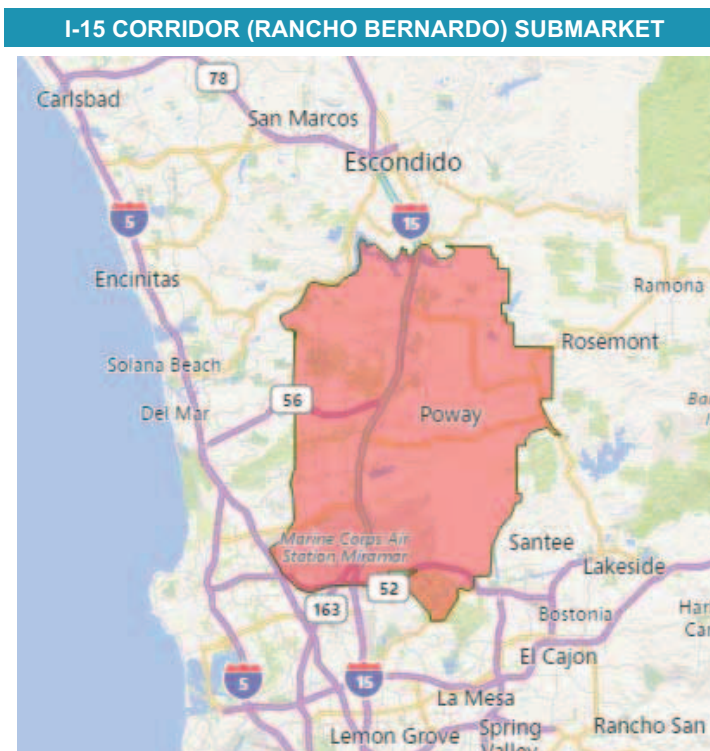 I-15 CORRIDOR (RANCHO BERNARDO) SUBMARKET
78
Carlsbad
San Marcos
Escondido
5
15
Encinitas
Ramona
Rosemont
Solana Beach
56
Del Mar
Poway
Marine Corps Air
Station Miramar
Santee
Lakeside
52
163
Bostonia
El Cajon
5
15
La Mesa
Rancho San
Lemon Grove
Spring
Valley